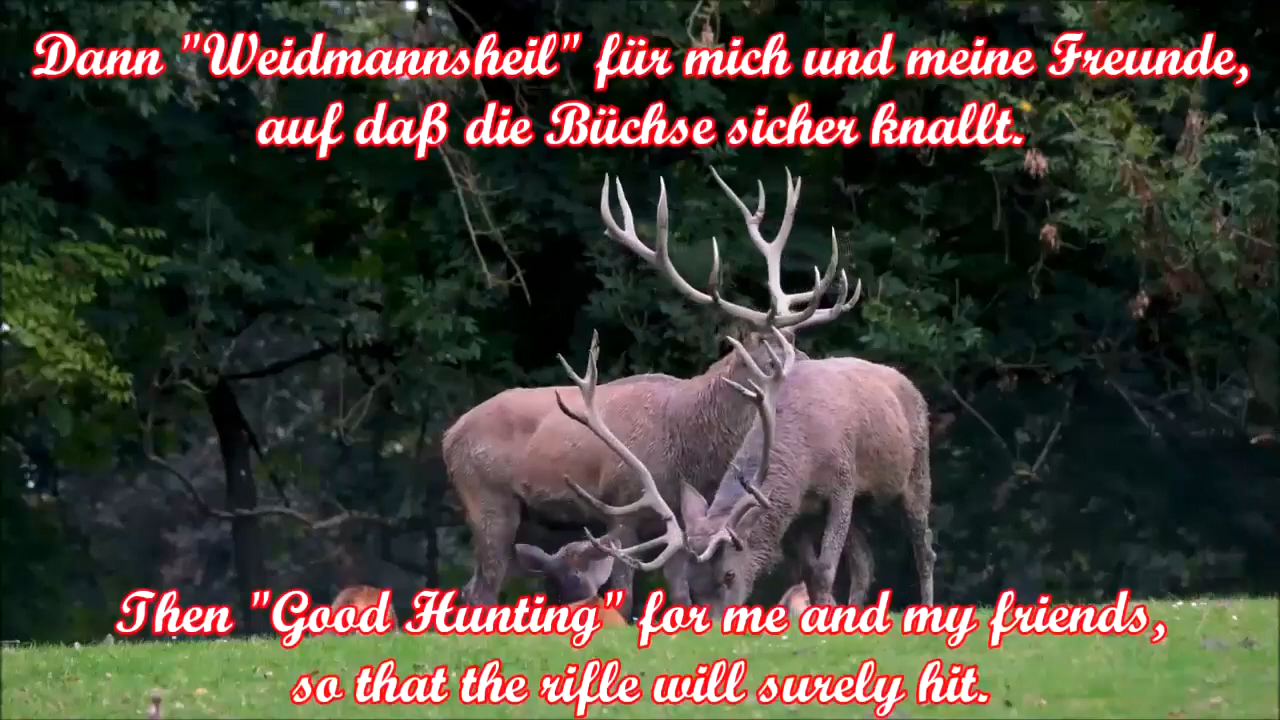 Dann "Weidmannsheil" für mich und meine Freunde,
auf daß die Büchse sicher knallt.
Then "Good Hunting" for me and my friends,
so that the rifle will surely hit.